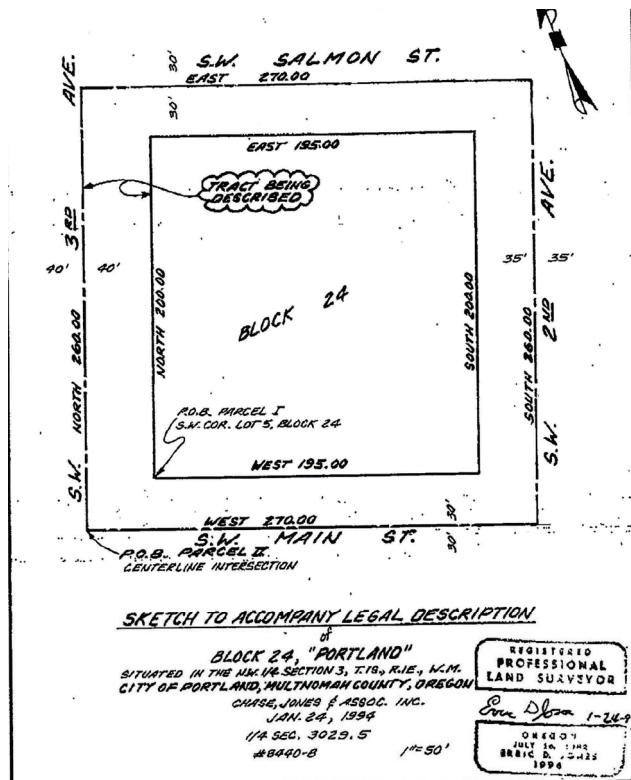 S.W. SALMON ST.
30'
EAST 270.00
30'
AVE.
3RD
S.W.
NORTH 260.00
40' 40'
EAST 195.00
TRACT BEING
DESCRIBED
NORTH 200.00
BLOCK 24
SOUTH 200.00
35' 35'
SOUTH 260.00
AVE.
2ND
S.W.
P.O.B. PARCEL I
S.W. COR. LOT 5, BLOCK 24
WEST 195.00
WEST 270.00
30'
S.W. MAIN ST.
30'
P.O.B. PARCEL II
CENTERLINE INTERSECTION
SKETCH TO ACCOMPANY LEGAL DESCRIPTION
of
BLOCK 24, "PORTLAND"
SITUATED IN THE N.W. 1/4 SECTION 3, T.1S., R.1E., W.M.
CITY OF PORTLAND, MULTNOMAH COUNTY, OREGON
CHASE, JONES & ASSOC. INC.
JAN. 24, 1994
1/4 SEC. 3029.5
#8440-B 1"=50'
REGISTERED
PROFESSIONAL
LAND SURVEYOR
OREGON
JULY